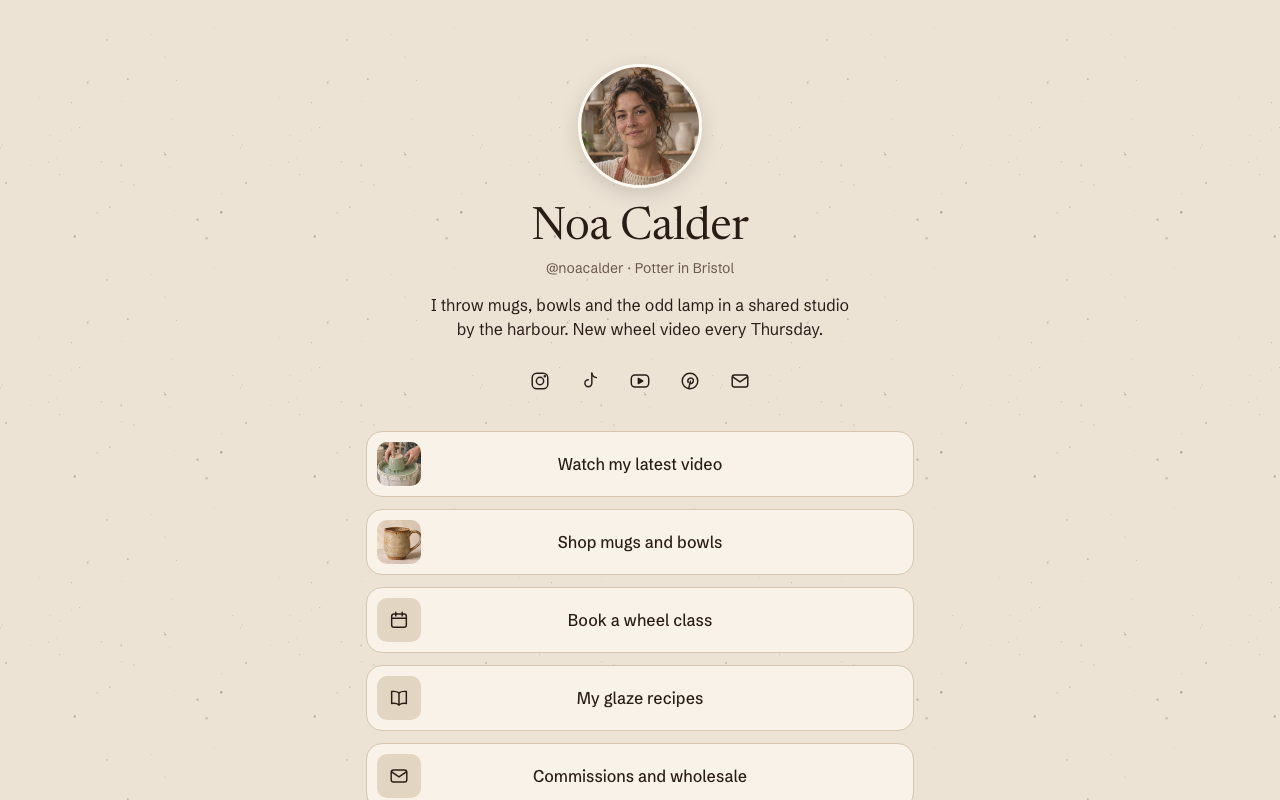 Noa Calder
@noacalder · Potter in Bristol
I throw mugs, bowls and the odd lamp in a shared studio
by the harbour. New wheel video every Thursday.
Watch my latest video
Shop mugs and bowls
Book a wheel class
My glaze recipes
Commissions and wholesale